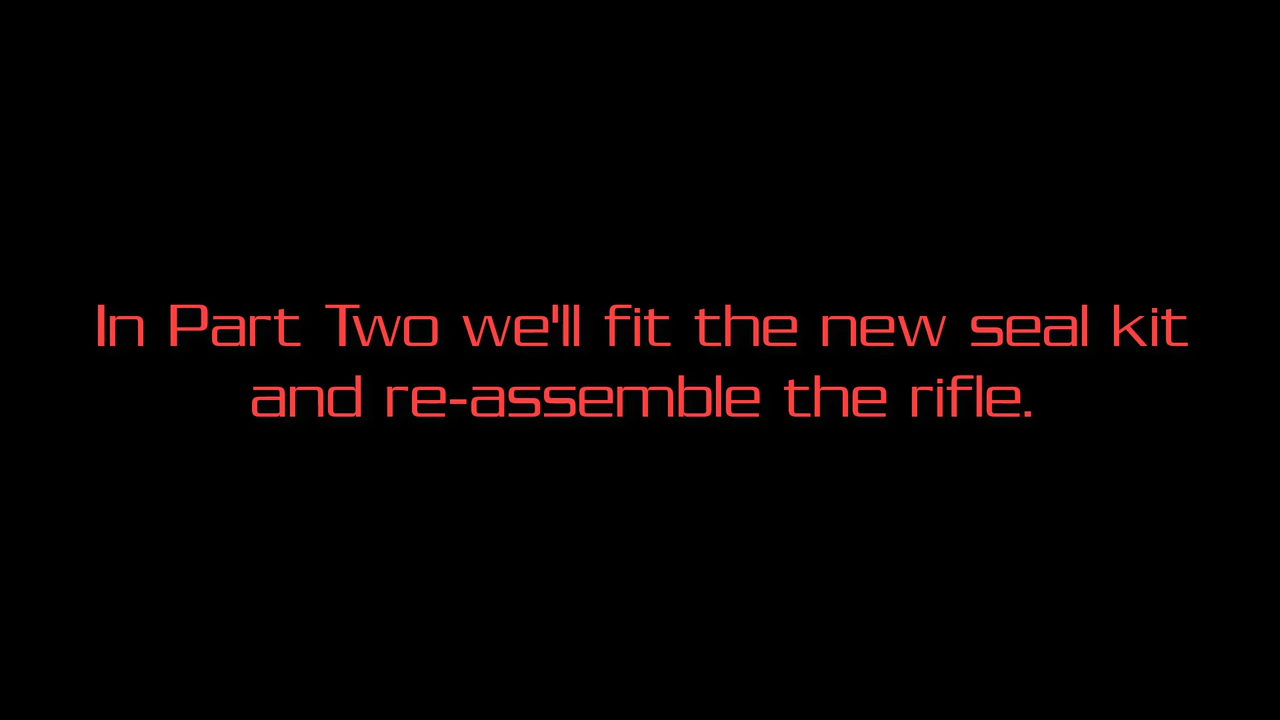 In Part Two we'll fit the new seal kit
and re-assemble the rifle.